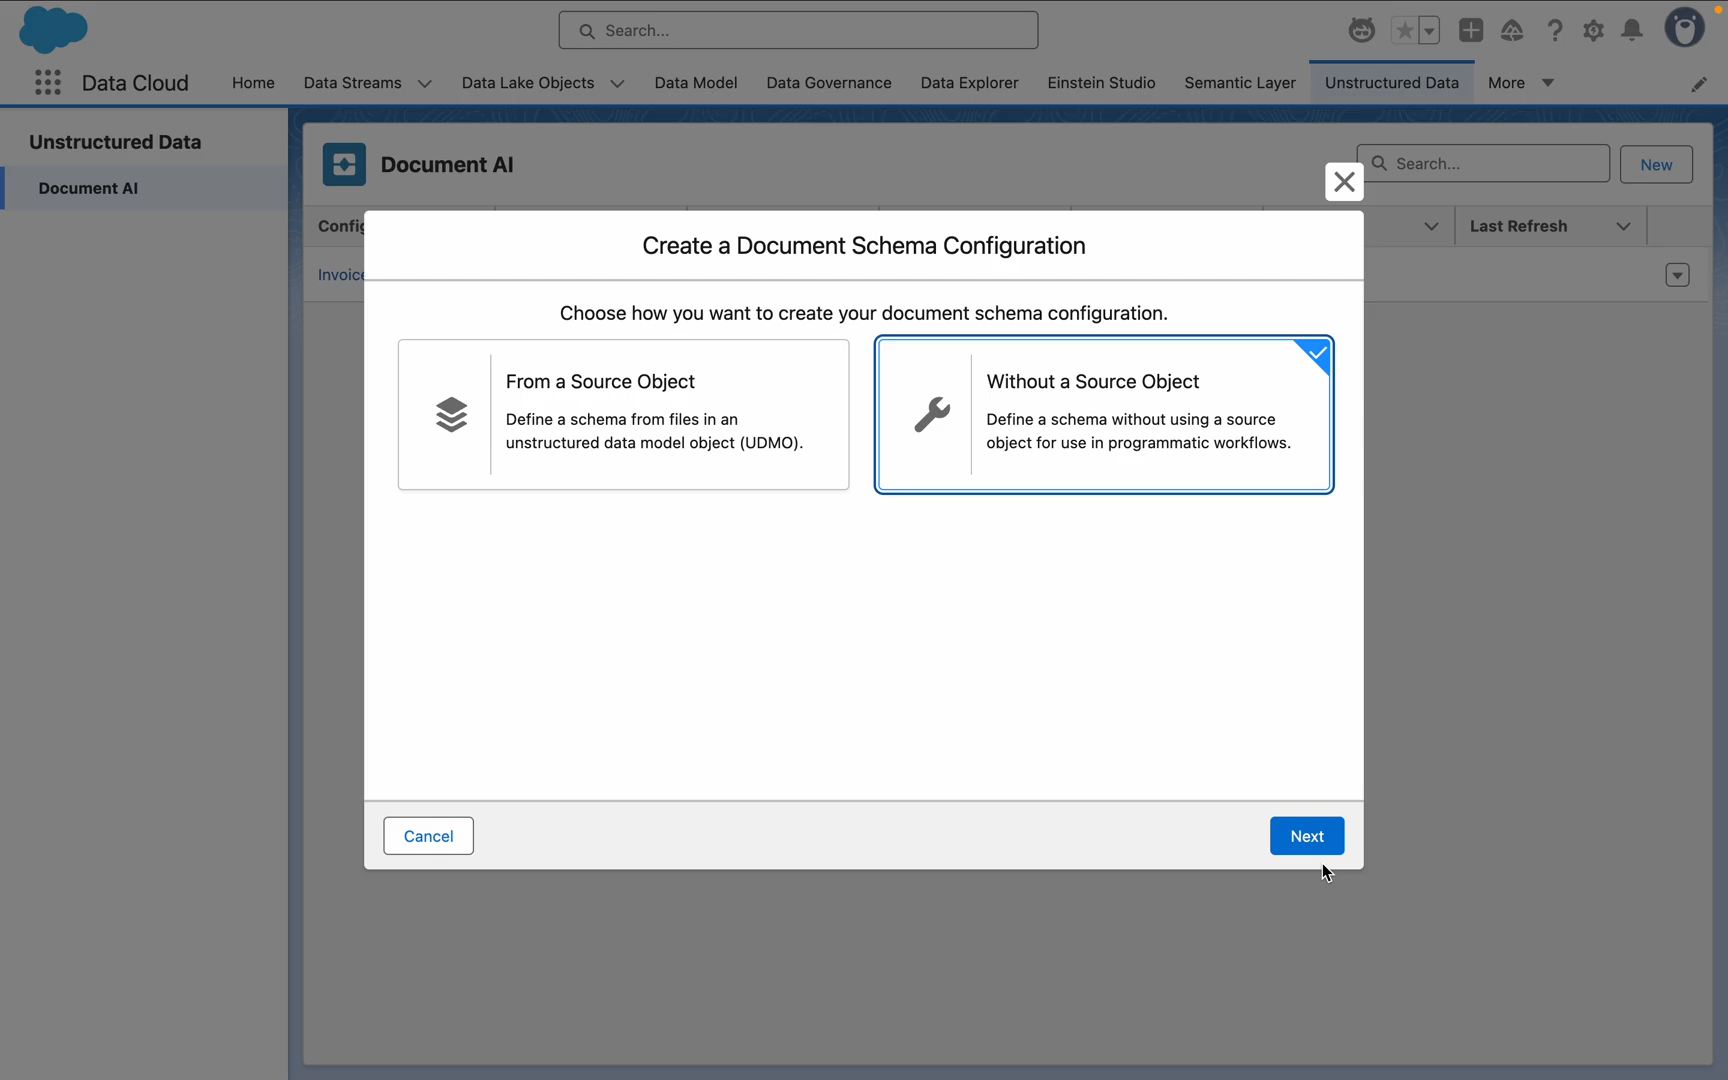 Search...
Data Cloud
Home
Data Streams
Data Lake Objects
Data Model
Data Governance
Data Explorer
Einstein Studio
Semantic Layer
Unstructured Data
More
Unstructured Data
Document AI
Document AI
Search...
New
Last Refresh
Create a Document Schema Configuration
Choose how you want to create your document schema configuration.
From a Source Object
Define a schema from files in an
unstructured data model object (UDMO).
Without a Source Object
Define a schema without using a source
object for use in programmatic workflows.
Cancel
Next